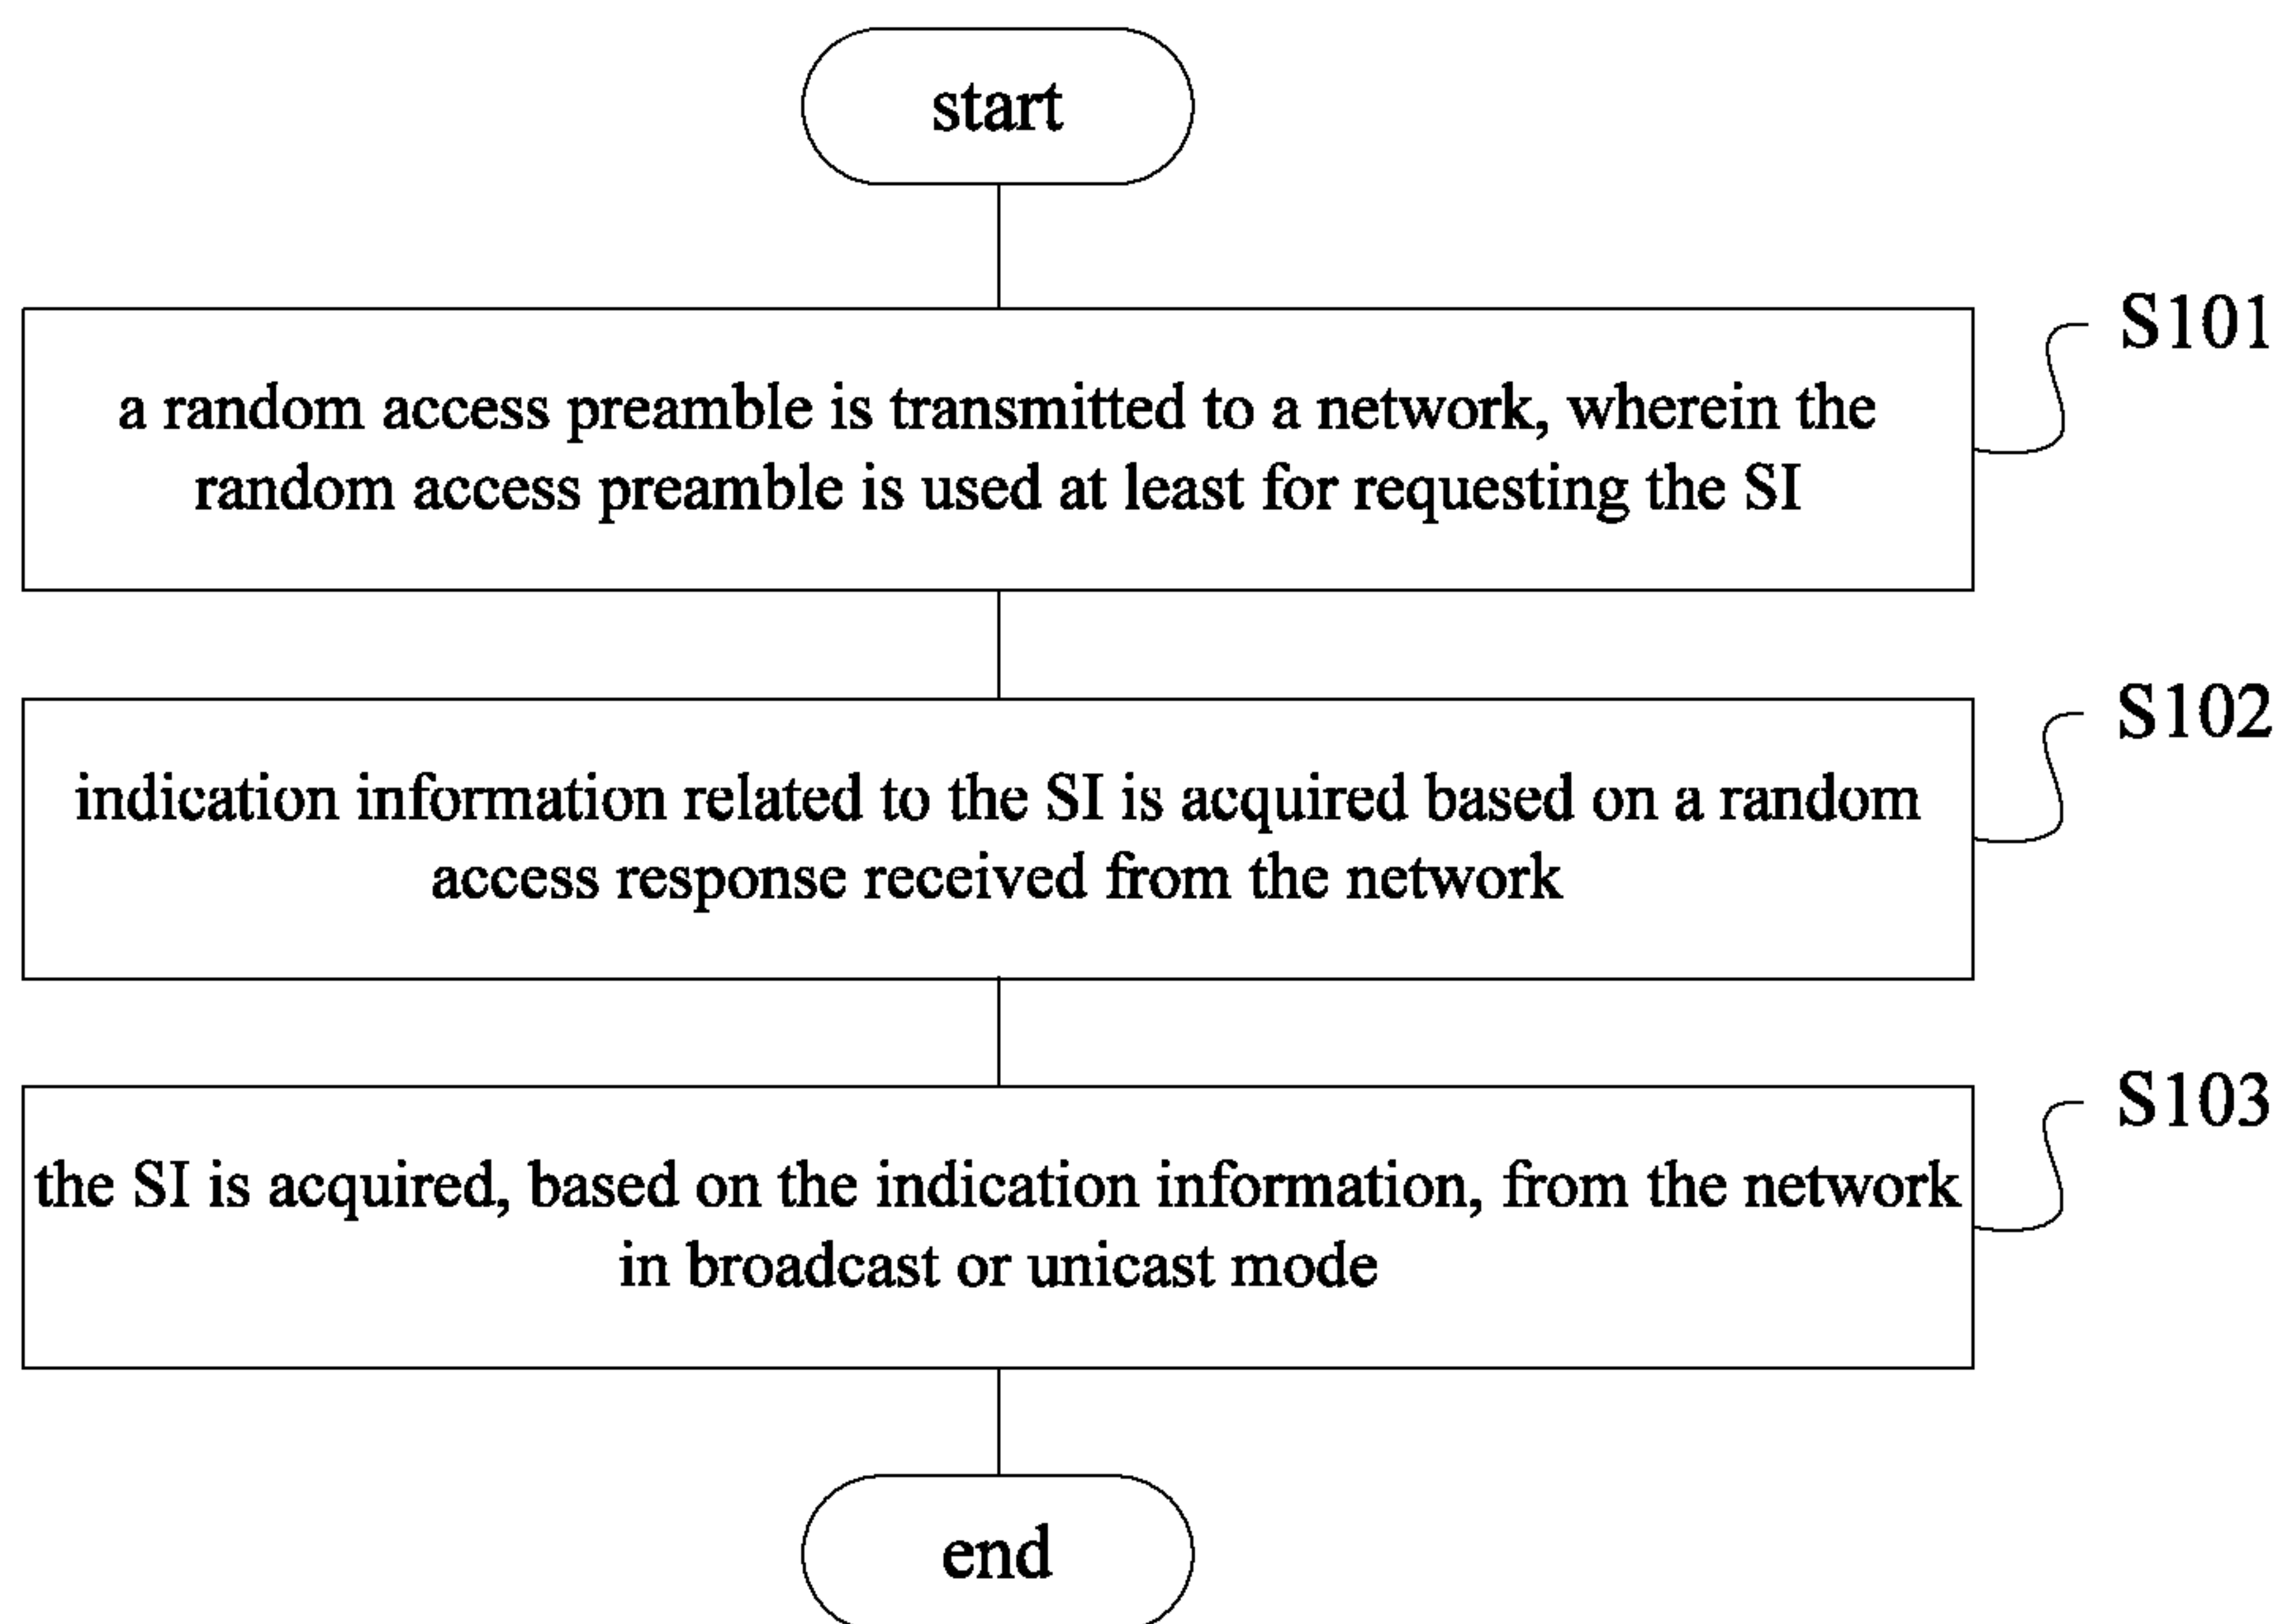 start
S101
a random access preamble is transmitted to a network, wherein the
random access preamble is used at least for requesting the SI
S102
indication information related to the SI is acquired based on a random
access response received from the network
S103
the SI is acquired, based on the indication information, from the network
in broadcast or unicast mode
end